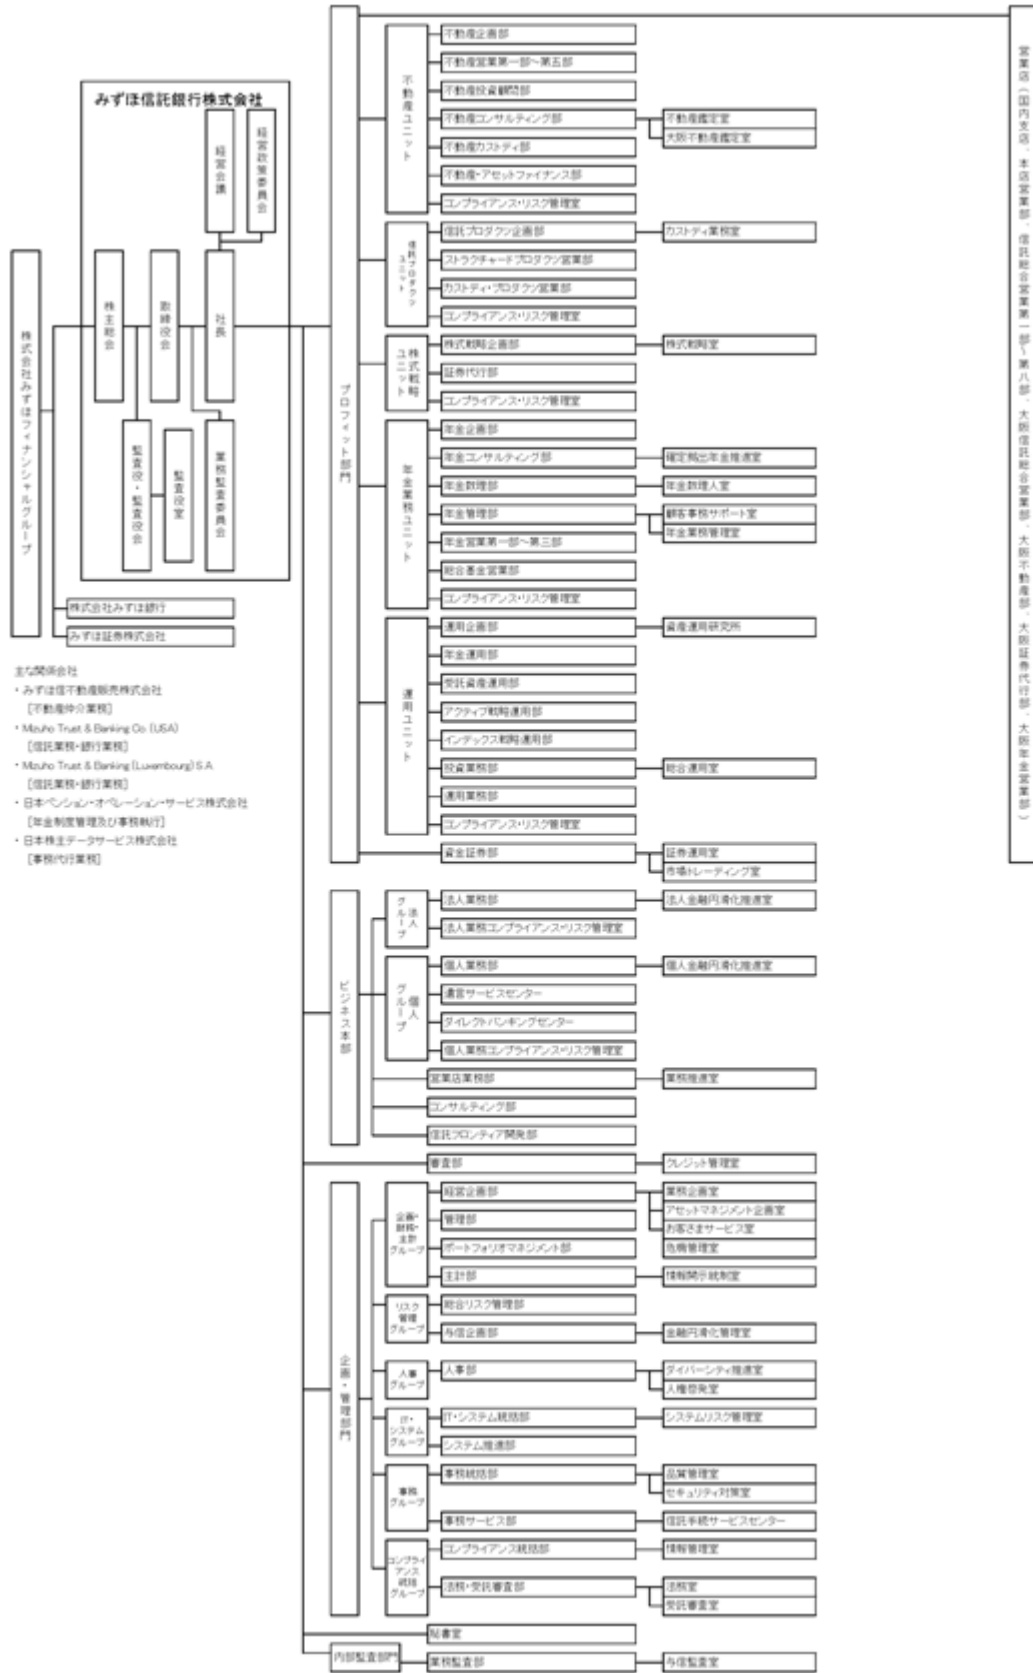 みずほ信託銀行株式会社
経営会議
経営政策委員会
株主総会
取締役会
社長
監査役・監査役会
監査役室
業務監査委員会
株式会社みずほフィナンシャルグループ
株式会社みずほ銀行
みずほ証券株式会社
主な関係会社
・みずほ信不動産販売株式会社
［不動産仲介業務］
・Mizuho Trust & Banking Co. (USA)
［信託業務・銀行業務］
・Mizuho Trust & Banking (Luxembourg) S.A.
［信託業務・銀行業務］
・日本ペンション・オペレーション・サービス株式会社
［年金制度管理及び事務執行］
・日本株主データサービス株式会社
［事務代行業務］
プロフィット部門
不動産ユニット
不動産企画部
不動産営業第一部～第五部
不動産投資顧問部
不動産コンサルティング部
不動産鑑定室
大阪不動産鑑定室
不動産カストディ部
不動産・アセットファイナンス部
コンプライアンス・リスク管理室
信託プロダクツユニット
信託プロダクツ企画部
カストディ業務室
ストラクチャードプロダクツ営業部
カストディ・プロダクツ営業部
コンプライアンス・リスク管理室
株式戦略ユニット
株式戦略企画部
株式戦略室
証券代行部
コンプライアンス・リスク管理室
年金業務ユニット
年金企画部
年金コンサルティング部
確定拠出年金推進室
年金数理部
年金数理人室
年金管理部
顧客事務サポート室
年金業務管理室
年金営業第一部～第三部
総合基金営業部
コンプライアンス・リスク管理室
運用ユニット
運用企画部
資産運用研究所
年金運用部
受託資産運用部
アクティブ戦略運用部
インデックス戦略運用部
投資業務部
総合運用室
運用業務部
コンプライアンス・リスク管理室
資金証券部
証券運用室
市場トレーディング室
営業店（国内支店、本店営業部、信託総合営業第一部～第八部、大阪信託総合営業部、大阪不動産部、大阪証券代行部、大阪年金営業部）
ビジネス本部
法人グループ
法人業務部
法人金融円滑化推進室
法人業務コンプライアンス・リスク管理室
個人グループ
個人業務部
個人金融円滑化推進室
遺言サービスセンター
ダイレクトバンキングセンター
個人業務コンプライアンス・リスク管理室
営業店業務部
業務推進室
コンサルティング部
信託フロンティア開発部
審査部
クレジット管理室
企画・管理部門
企画・
財務・
主計
グループ
経営企画部
業務企画室
アセットマネジメント企画室
お客さまサービス室
管理部
危機管理室
ポートフォリオマネジメント部
主計部
情報開示統制室
リスク
管理
グループ
総合リスク管理部
与信企画部
金融円滑化管理室
人事
グループ
人事部
ダイバーシティ推進室
人権啓発室
IT・
システム
グループ
IT・システム統括部
システムリスク管理室
システム推進部
事務
グループ
事務統括部
品質管理室
セキュリティ対策室
事務サービス部
信託手続サービスセンター
コンプライ
アンス
統括
グループ
コンプライアンス統括部
情報管理室
法務・受託審査部
法務室
受託審査室
秘書室
内部監査部門
業務監査部
与信監査室